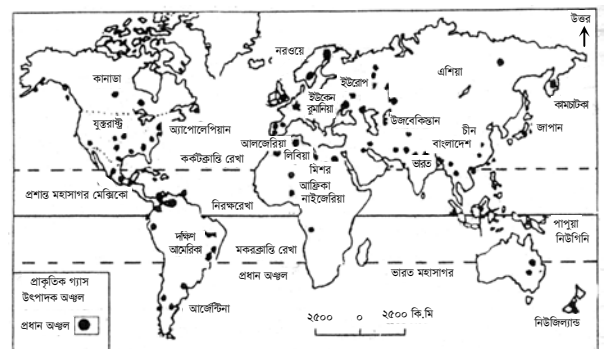 উত্তর
নরওয়ে
কানাডা
ইউরোপ
এশিয়া
ইউক্রেন
রুমানিয়া
কামচাটকা
যুক্তরাষ্ট্র
অ্যাপোলেশিয়ান
উজবেকিস্তান
চীন
জাপান
বাংলাদেশ
আলজেরিয়া
লিবিয়া
ভারত
কর্কটক্রান্তি রেখা
মিশর
আফ্রিকা
নাইজেরিয়া
প্রশান্ত মহাসাগর মেক্সিকো
নিরক্ষরেখা
পাপুয়া
নিউগিনি
দক্ষিণ
আমেরিকা
মকরক্রান্তি রেখা
প্রধান অঞ্চল
ভারত মহাসাগর
প্রাকৃতিক গ্যাস
উৎপাদক অঞ্চল
প্রধান অঞ্চল
আর্জেন্টিনা
২৫০০ ০ ২৫০০ কি.মি
নিউজিল্যান্ড